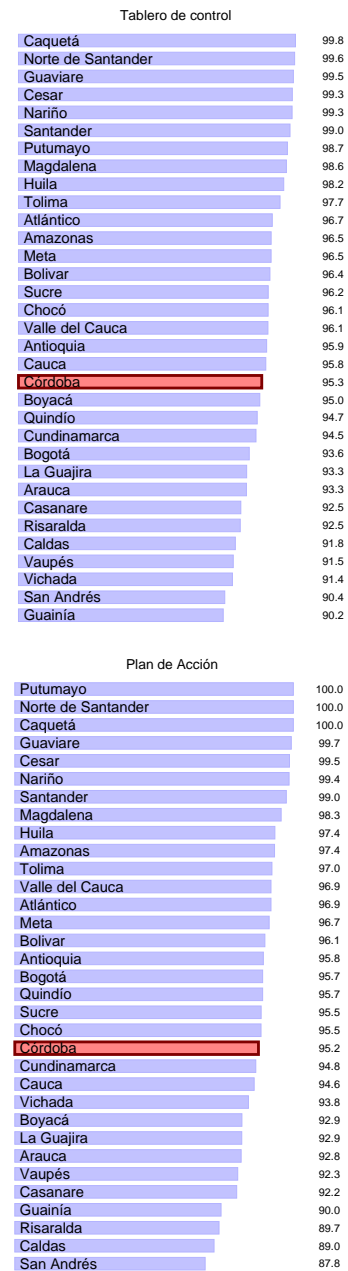 Tablero de control
Caquetá 99.8
Norte de Santander 99.6
Guaviare 99.5
Cesar 99.3
Nariño 99.3
Santander 99.0
Putumayo 98.7
Magdalena 98.6
Huila 98.2
Tolima 97.7
Atlántico 96.7
Amazonas 96.5
Meta 96.5
Bolivar 96.4
Sucre 96.2
Chocó 96.1
Valle del Cauca 96.1
Antioquia 95.9
Cauca 95.8
Córdoba 95.3
Boyacá 95.0
Quindío 94.7
Cundinamarca 94.5
Bogotá 93.6
La Guajira 93.3
Arauca 93.3
Casanare 92.5
Risaralda 92.5
Caldas 91.8
Vaupés 91.5
Vichada 91.4
San Andrés 90.4
Guainía 90.2
Plan de Acción
Putumayo 100.0
Norte de Santander 100.0
Caquetá 100.0
Guaviare 99.7
Cesar 99.5
Nariño 99.4
Santander 99.0
Magdalena 98.3
Huila 97.4
Amazonas 97.4
Tolima 97.0
Valle del Cauca 96.9
Atlántico 96.9
Meta 96.7
Bolivar 96.1
Antioquia 95.8
Bogotá 95.7
Quindío 95.7
Sucre 95.5
Chocó 95.5
Córdoba 95.2
Cundinamarca 94.8
Cauca 94.6
Vichada 93.8
Boyacá 92.9
La Guajira 92.9
Arauca 92.8
Vaupés 92.3
Casanare 92.2
Guainía 90.0
Risaralda 89.7
Caldas 89.0
San Andrés 87.8